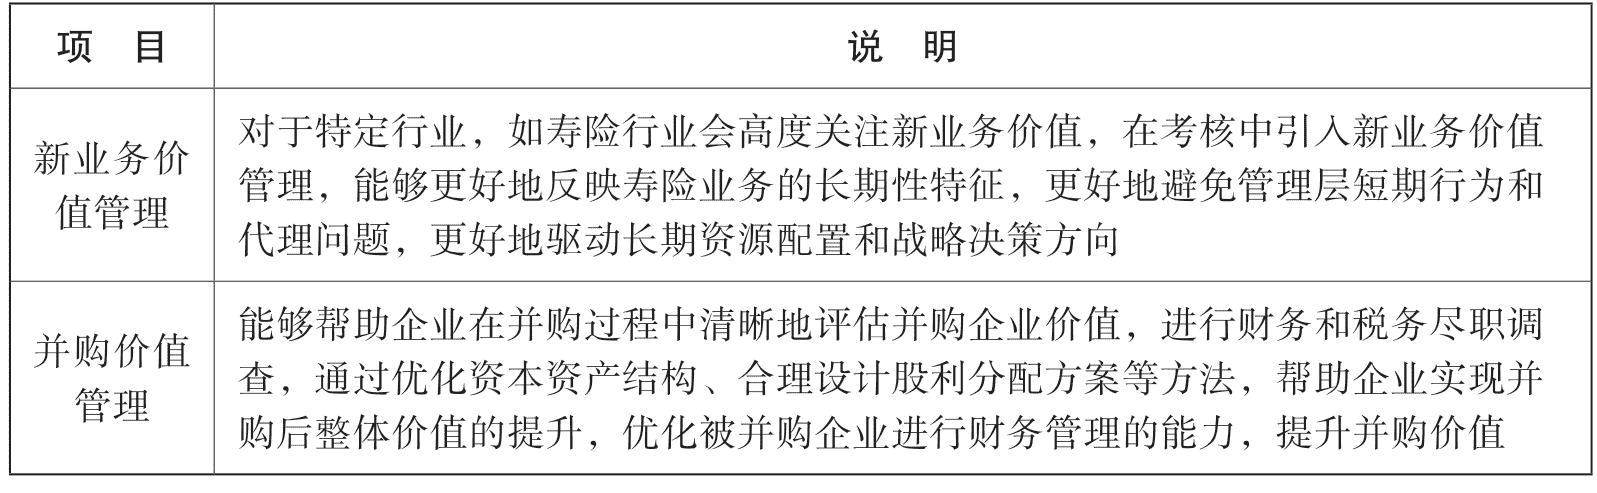 项 目
说 明
新业务价
值管理
对于特定行业，如寿险行业会高度关注新业务价值，在考核中引入新业务价值
管理，能够更好地反映寿险业务的长期性特征，更好地避免管理层短期行为和
代理问题，更好地驱动长期资源配置和战略决策方向
并购价值
管理
能够帮助企业在并购过程中清晰地评估并购企业价值，进行财务和税务尽职调
查，通过优化资本资产结构、合理设计股利分配方案等方法，帮助企业实现并
购后整体价值的提升，优化被并购企业进行财务管理的能力，提升并购价值